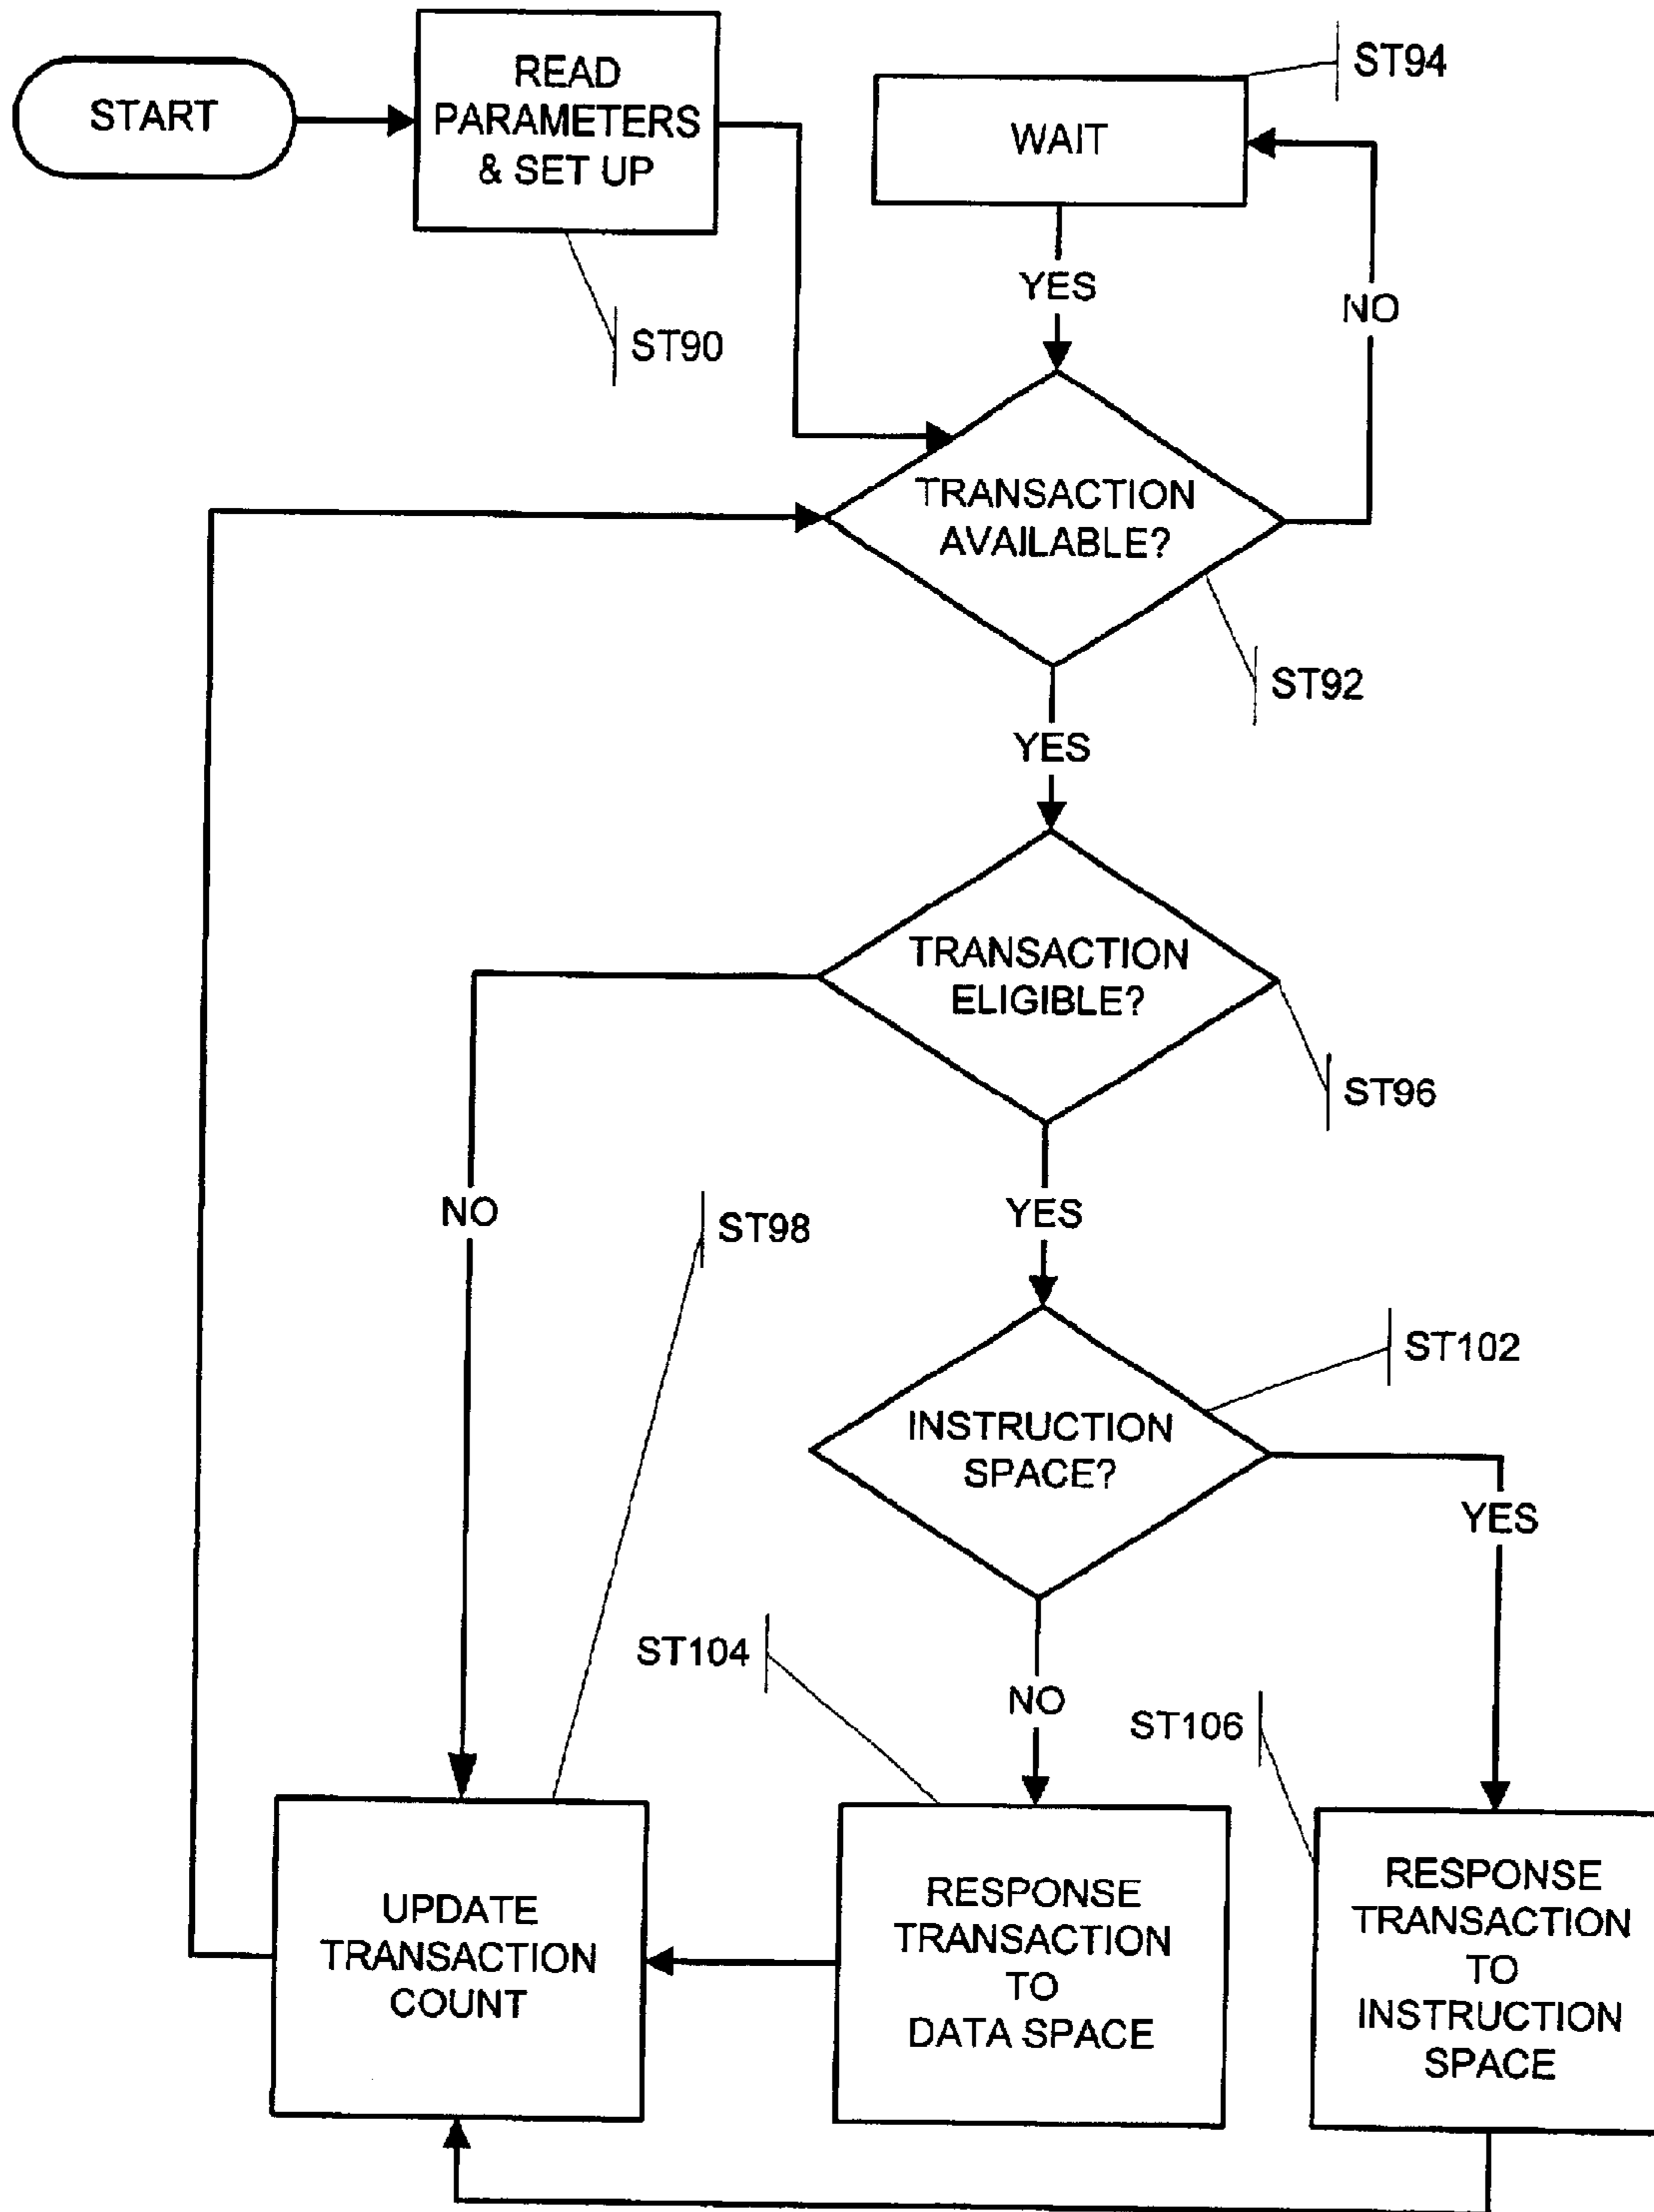 START
READ
PARAMETERS
& SET UP
ST90
ST94
WAIT
YES
NO
TRANSACTION
AVAILABLE?
ST92
YES
TRANSACTION
ELIGIBLE?
ST96
NO
YES
ST98
ST102
INSTRUCTION
SPACE?
YES
ST104
NO
ST106
UPDATE
TRANSACTION
COUNT
RESPONSE
TRANSACTION
TO
DATA SPACE
RESPONSE
TRANSACTION
TO
INSTRUCTION
SPACE